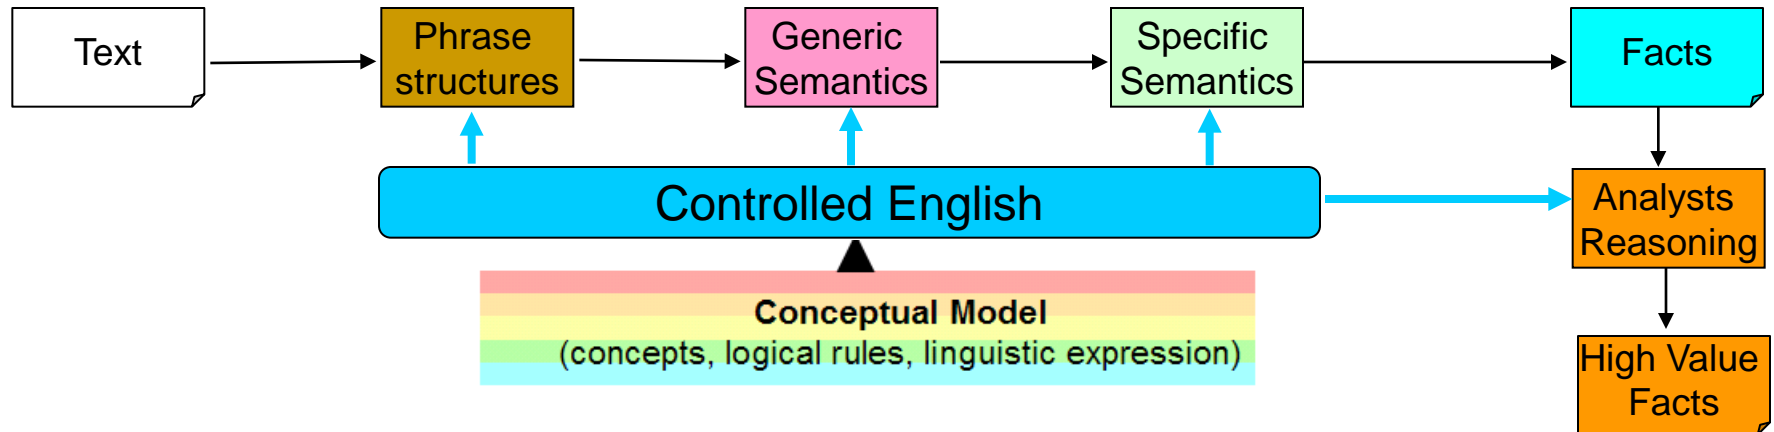 Text
Phrase
structures
Generic
Semantics
Specific
Semantics
Facts
Controlled English
Analysts
Reasoning
Conceptual Model
(concepts, logical rules, linguistic expression)
High Value
Facts